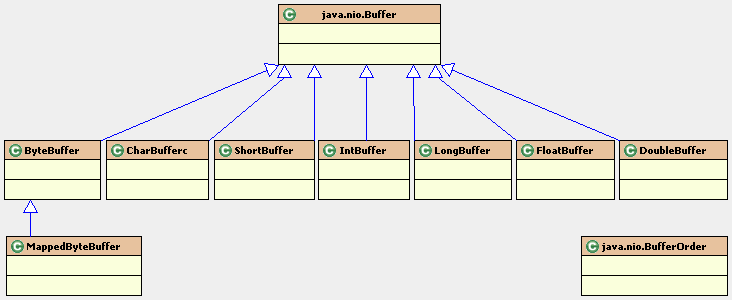 C java.nio.Buffer
C ByteBuffer
C CharBufferc
C ShortBuffer
C IntBuffer
C LongBuffer
C FloatBuffer
C DoubleBuffer
C MappedByteBuffer
C java.nio.BufferOrder